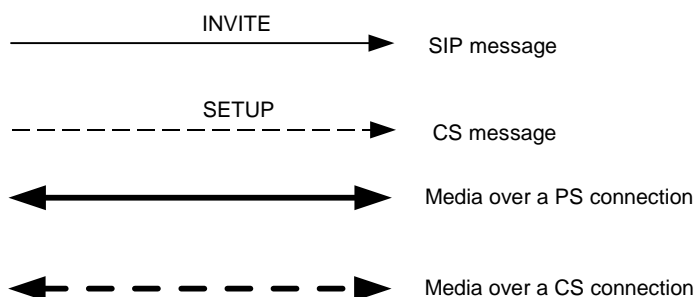 INVITE
SIP message
SETUP
CS message
Media over a PS connection
Media over a CS connection